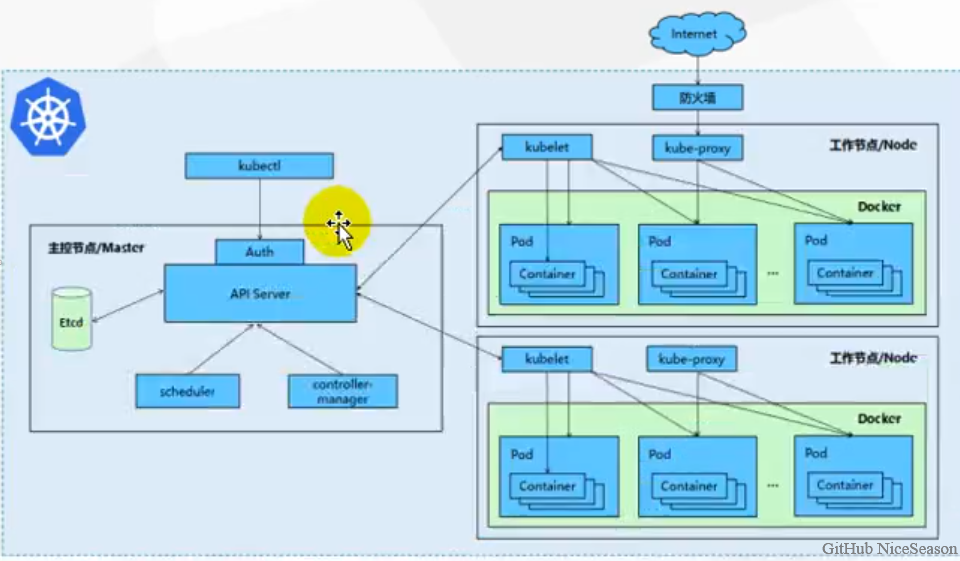 Internet
防火墙
kubectl
主控节点/Master
Auth
API Server
Etcd
scheduler
controller-
manager
kubelet
kube-proxy
工作节点/Node
Docker
Pod
Container
Pod
Container
...
Pod
Container
kubelet
kube-proxy
工作节点/Node
Docker
Pod
Container
Pod
Container
...
Pod
Container
GitHub NiceSeason